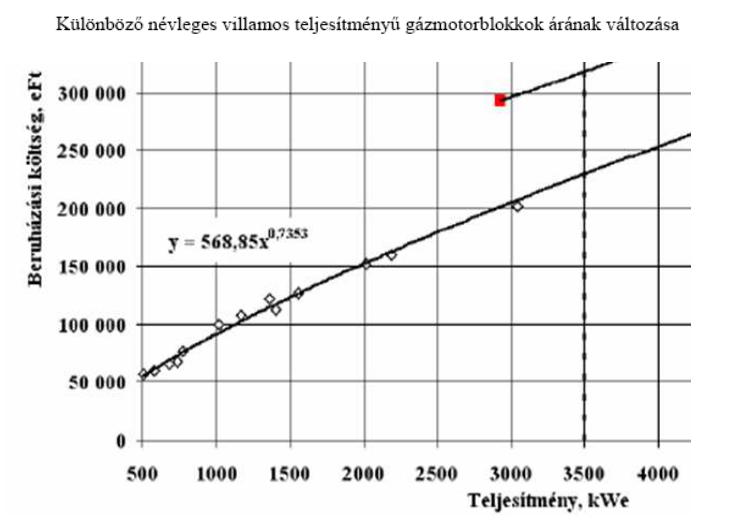 Különböző névleges villamos teljesítményű gázmotorblokkok árának változása
Beruházási költség, eFt
300 000
250 000
200 000
150 000
100 000
50 000
0
y = 568,85x^0,7353
500 1000 1500 2000 2500 3000 3500 4000
Teljesítmény, kWe